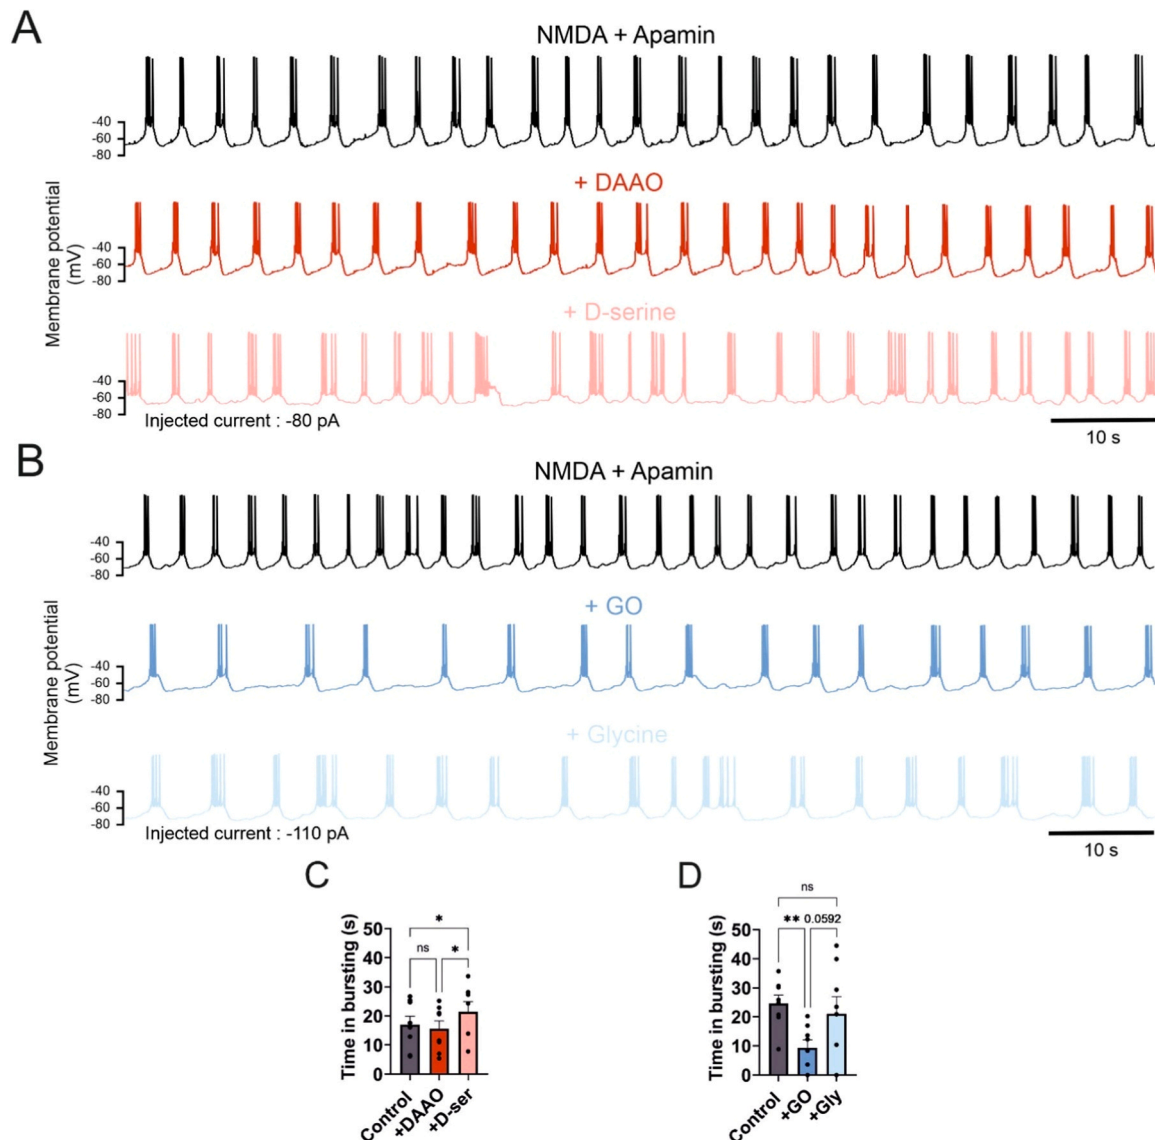 A
NMDA + Apamin
-40
-60
-80
+ DAAO
Membrane potential
(mV)
-40
-60
-80
+ D-serine
-40
-60
-80
Injected current : -80 pA
10 s
B
NMDA + Apamin
-40
-60
-80
+ GO
Membrane potential
(mV)
-40
-60
-80
+ Glycine
-40
-60
-80
Injected current : -110 pA
10 s
C
Time in bursting (s)
50
40
30
20
10
0
*
ns
*
Control
+DAAO
+D-ser
D
Time in bursting (s)
50
40
30
20
10
0
ns
**
0.0592
Control
+GO
+Gly